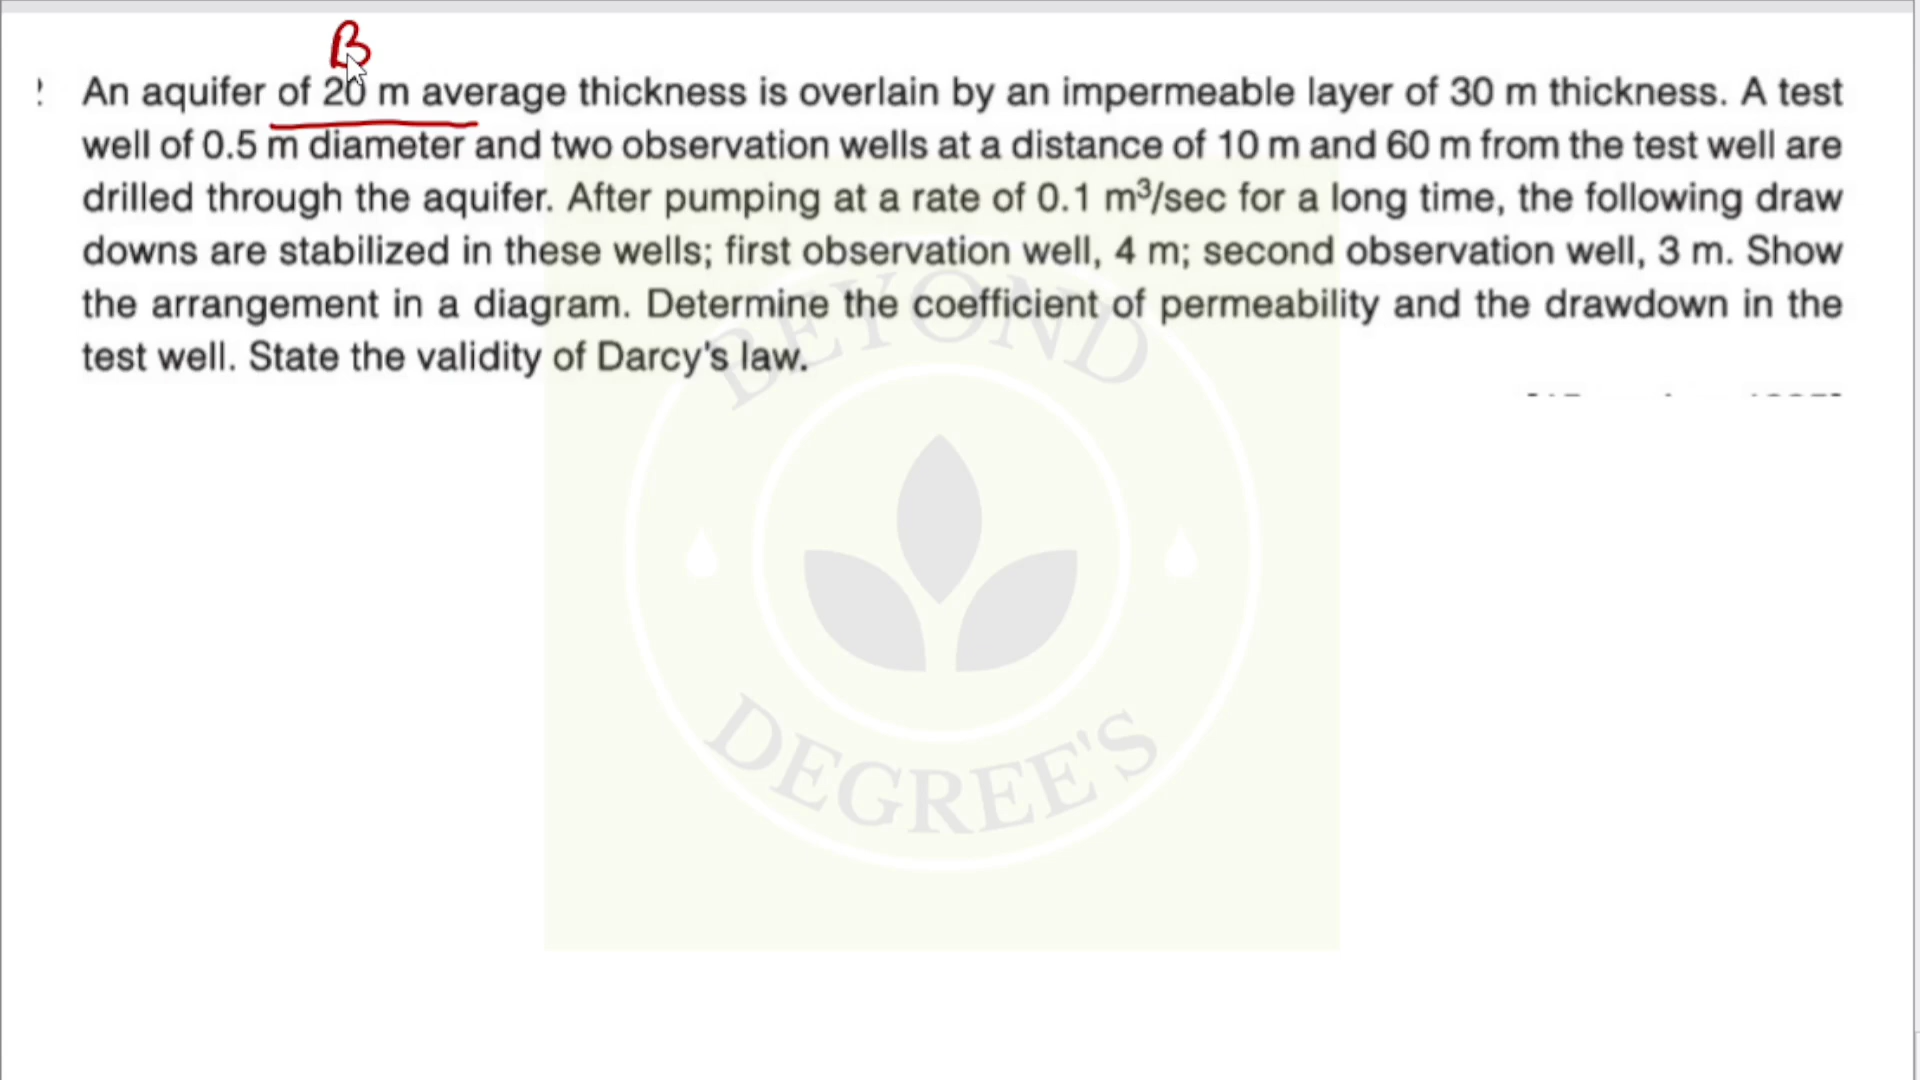 B
An aquifer of 20 m average thickness is overlain by an impermeable layer of 30 m thickness. A test
well of 0.5 m diameter and two observation wells at a distance of 10 m and 60 m from the test well are
drilled through the aquifer. After pumping at a rate of 0.1 m³/sec for a long time, the following draw
downs are stabilized in these wells; first observation well, 4 m; second observation well, 3 m. Show
the arrangement in a diagram. Determine the coefficient of permeability and the drawdown in the
test well. State the validity of Darcy's law.
BEYOND
DEGREE'S